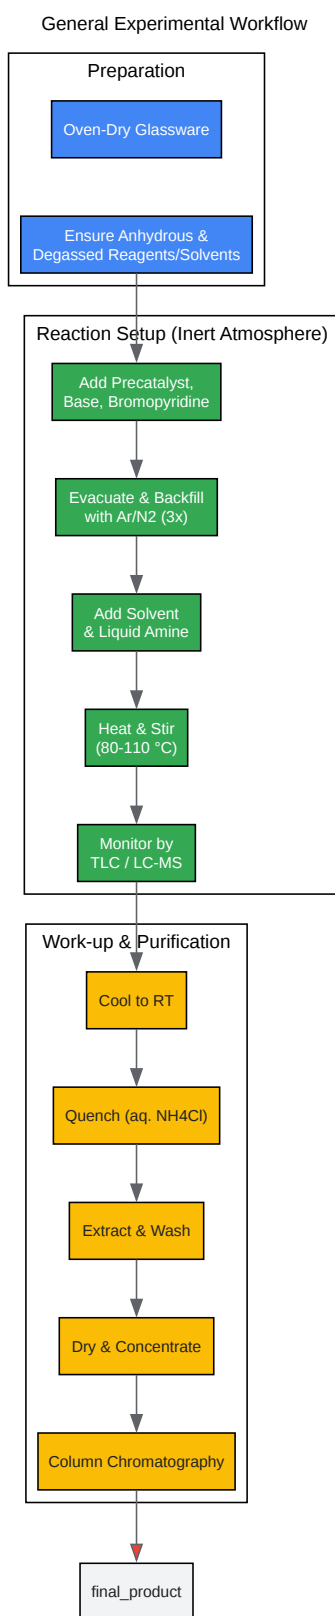 General Experimental Workflow
Preparation
Oven-Dry Glassware
Ensure Anhydrous &
Degassed Reagents/Solvents
Reaction Setup (Inert Atmosphere)
Add Precatalyst,
Base, Bromopyridine
Evacuate & Backfill
with Ar/N2 (3x)
Add Solvent
& Liquid Amine
Heat & Stir
(80-110 °C)
Monitor by
TLC / LC-MS
Work-up & Purification
Cool to RT
Quench (aq. NH4Cl)
Extract & Wash
Dry & Concentrate
Column Chromatography
final_product